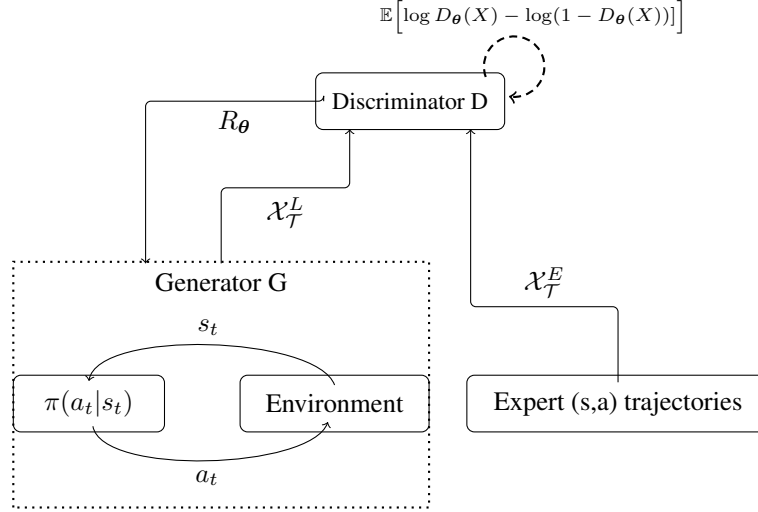 𝔼[log D_θ(X) − log(1 − D_θ(X))]]
Discriminator D
R_θ
𝒳_𝒯^L
Generator G
𝒳_𝒯^E
s_t
π(a_t|s_t)
Environment
Expert (s,a) trajectories
a_t